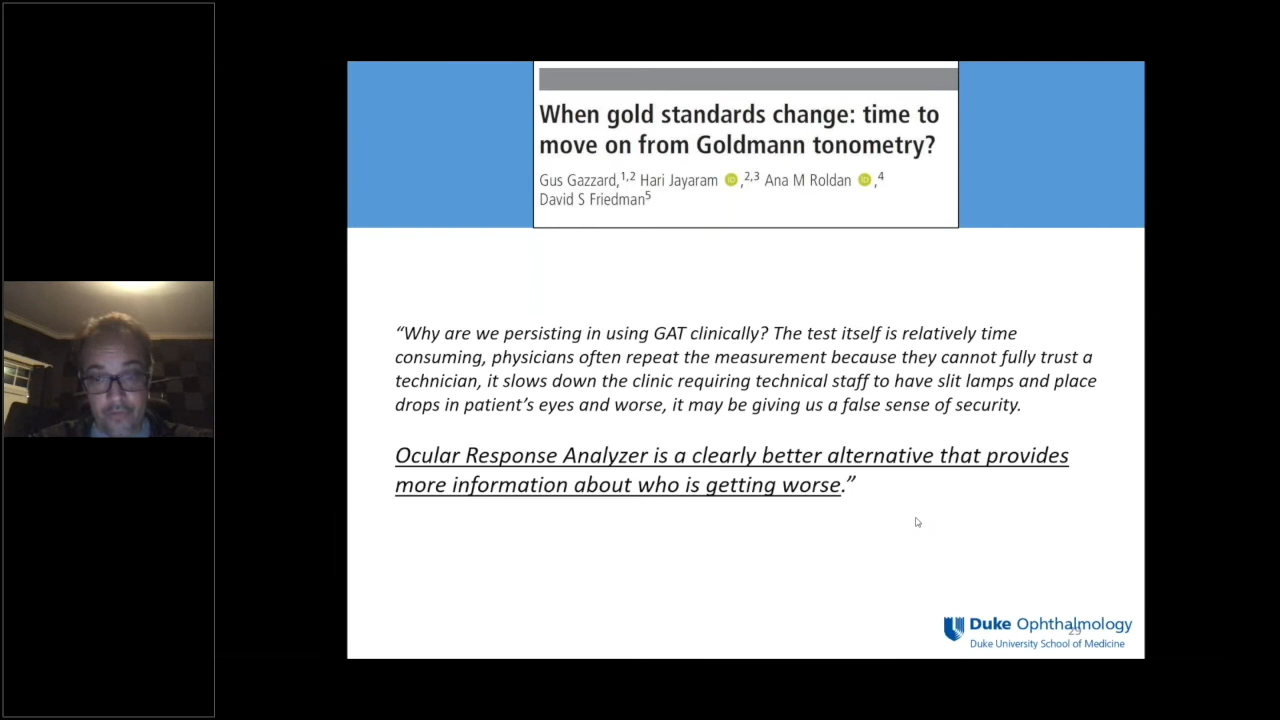 When gold standards change: time to
move on from Goldmann tonometry?
Gus Gazzard,1,2 Hari Jayaram iD ,2,3 Ana M Roldan iD ,4
David S Friedman5
“Why are we persisting in using GAT clinically? The test itself is relatively time
consuming, physicians often repeat the measurement because they cannot fully trust a
technician, it slows down the clinic requiring technical staff to have slit lamps and place
drops in patient’s eyes and worse, it may be giving us a false sense of security.
Ocular Response Analyzer is a clearly better alternative that provides
more information about who is getting worse.”
Duke Ophthalmology
29
Duke University School of Medicine